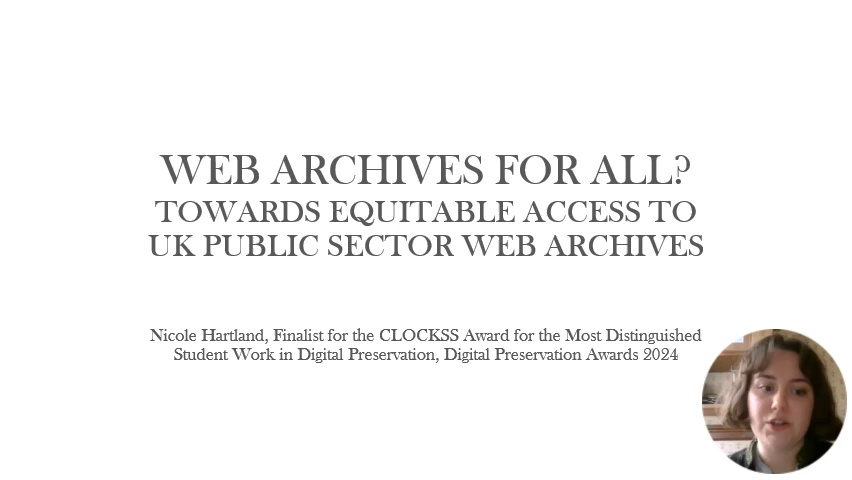 WEB ARCHIVES FOR ALL?
TOWARDS EQUITABLE ACCESS TO
UK PUBLIC SECTOR WEB ARCHIVES
Nicole Hartland, Finalist for the CLOCKSS Award for the Most Distinguished
Student Work in Digital Preservation, Digital Preservation Awards 2024